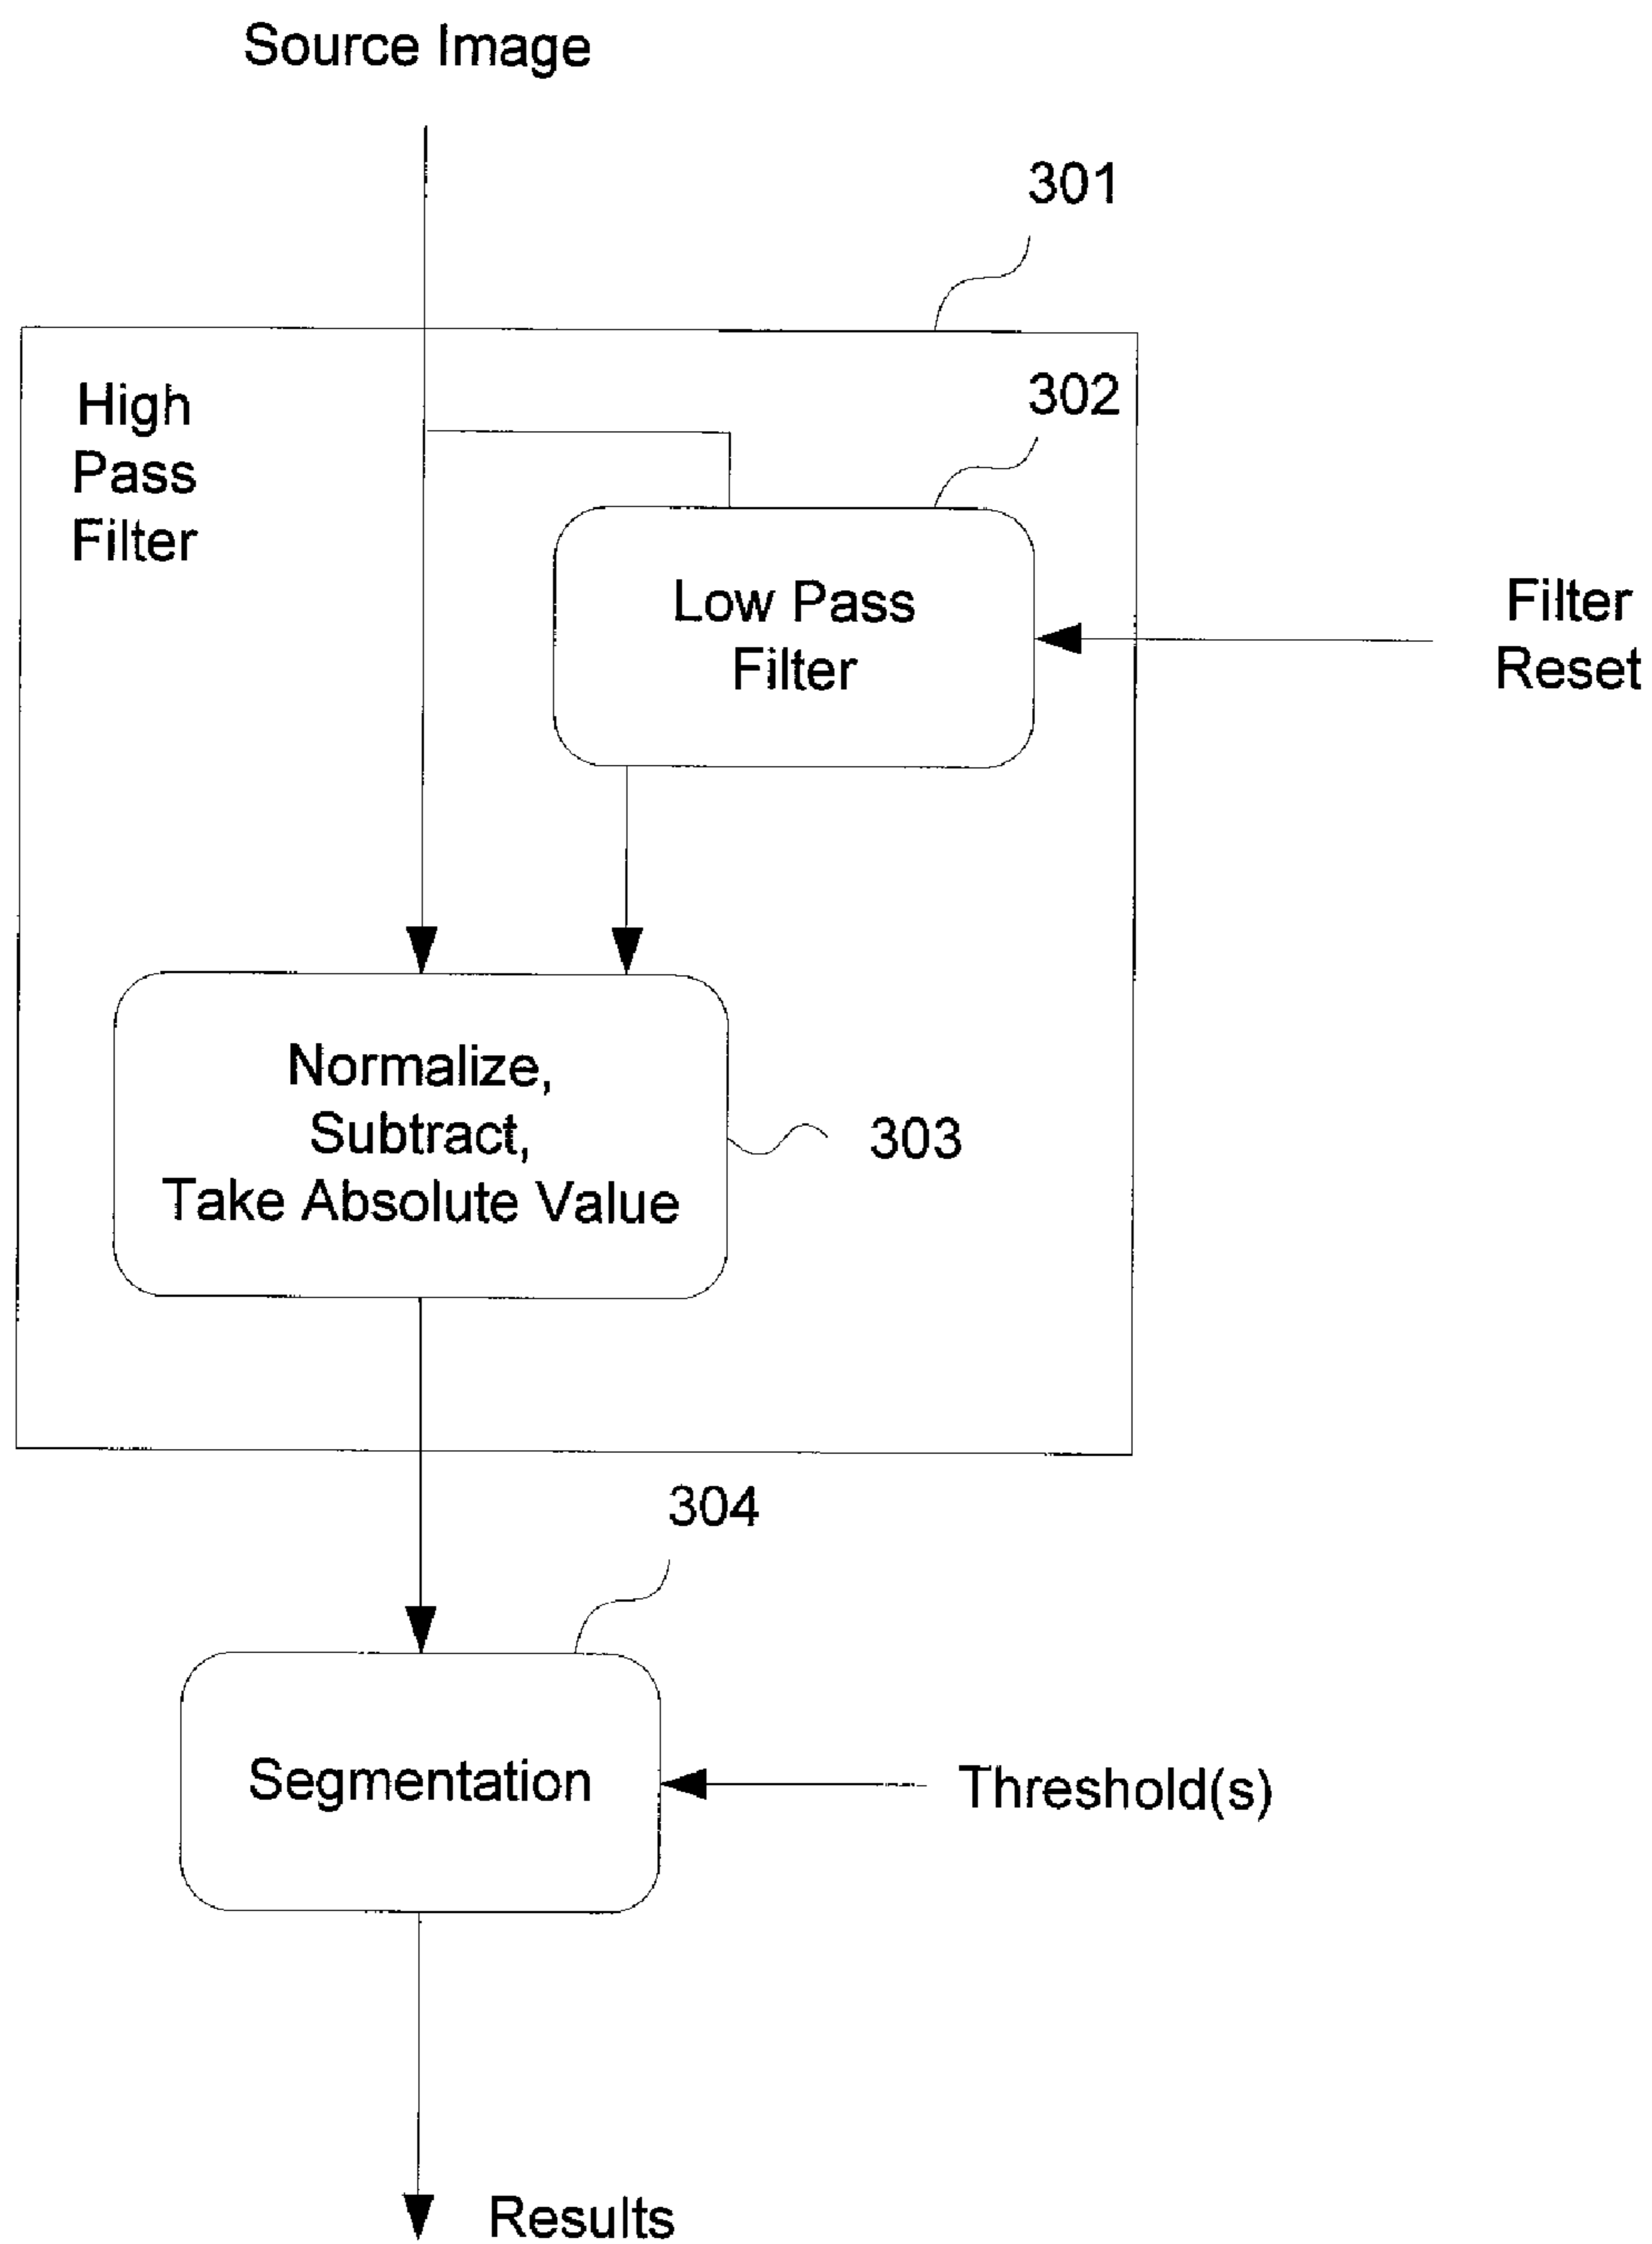 Source Image
301
High
Pass
Filter
302
Low Pass
Filter
Filter
Reset
Normalize,
Subtract,
Take Absolute Value
303
304
Segmentation
Threshold(s)
Results